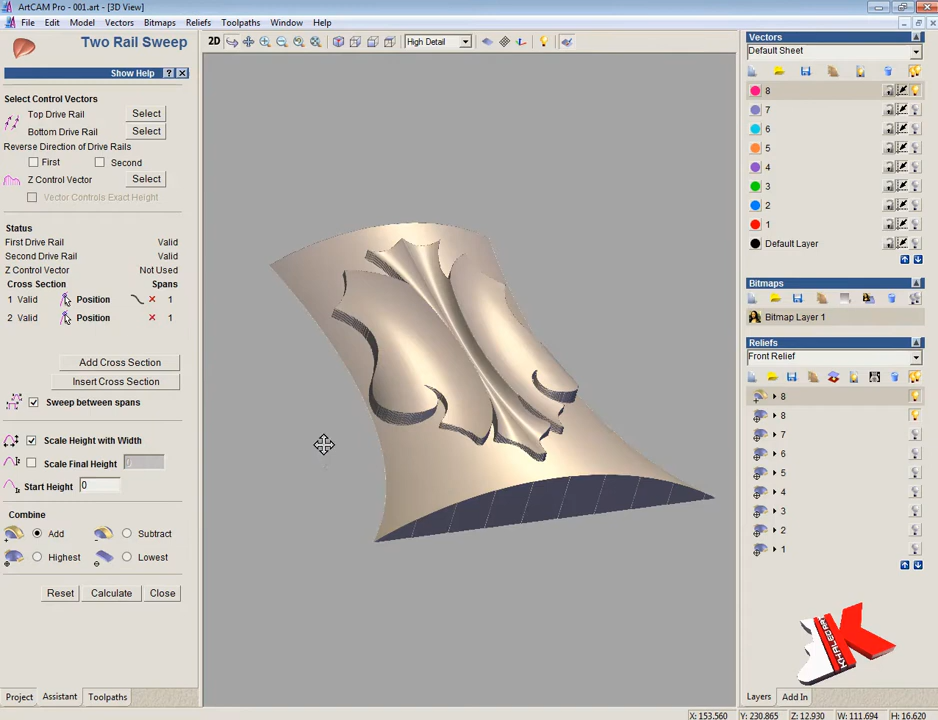 ArtCAM Pro - 001.art - [3D View]
File Edit Model Vectors Bitmaps Reliefs Toolpaths Window Help
Two Rail Sweep
Show Help ?
Select Control Vectors
Top Drive Rail Select
Bottom Drive Rail Select
Reverse Direction of Drive Rails
First Second
Z Control Vector Select
Vector Controls Exact Height
Status
First Drive Rail Valid
Second Drive Rail Valid
Z Control Vector Not Used
Cross Section Spans
1 Valid Position 1
2 Valid Position 1
Add Cross Section
Insert Cross Section
Sweep between spans
Scale Height with Width
Scale Final Height 0
Start Height 0
Combine
Add Subtract
Highest Lowest
Reset Calculate Close
Project Assistant Toolpaths
2D High Detail
Vectors
Default Sheet
8
7
6
5
4
3
2
1
Default Layer
Bitmaps
Bitmap Layer 1
Reliefs
Front Relief
8
8
7
6
5
4
3
2
1
KHALEORA
Layers Add In
X: 153.560 Y: 230.865 Z: 12.930 W: 111.694 H: 16.620